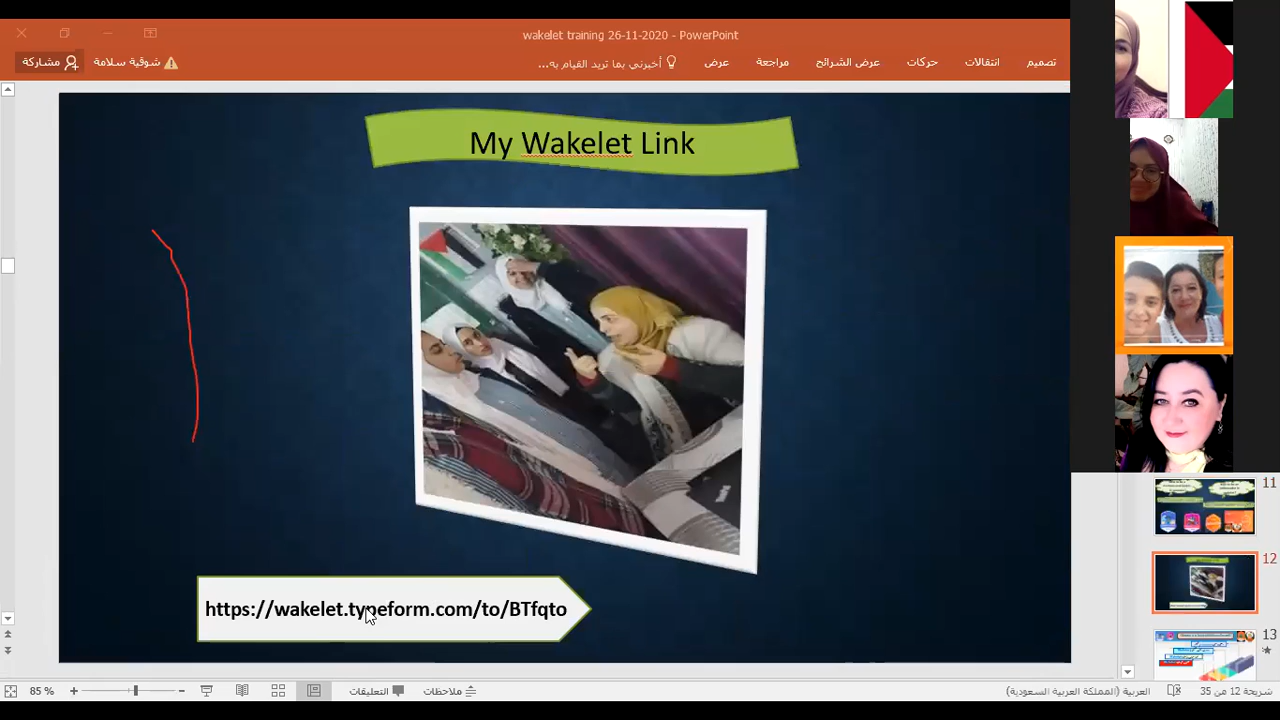 wakelet training 26-11-2020 - PowerPoint
تصميم
انتقالات
حركات
عرض الشرائح
مراجعة
عرض
أخبرني بما تريد القيام به...
شوقية سلامة
مشاركة
My Wakelet Link
https://wakelet.typeform.com/to/BTfqto
11
12
13
شريحة 12 من 35
العربية (المملكة العربية السعودية)
ملاحظات
التعليقات
85 %